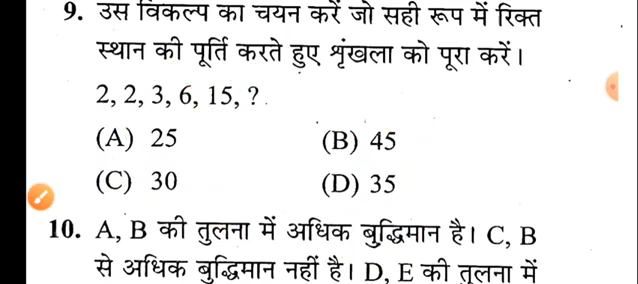 9. उस विकल्प का चयन करें जो सही रूप में रिक्त
स्थान की पूर्ति करते हुए शृंखला को पूरा करें।
2, 2, 3, 6, 15, ?
(A) 25 (B) 45
(C) 30 (D) 35
10. A, B की तुलना में अधिक बुद्धिमान है। C, B
से अधिक बुद्धिमान नहीं है। D, E की तुलना में